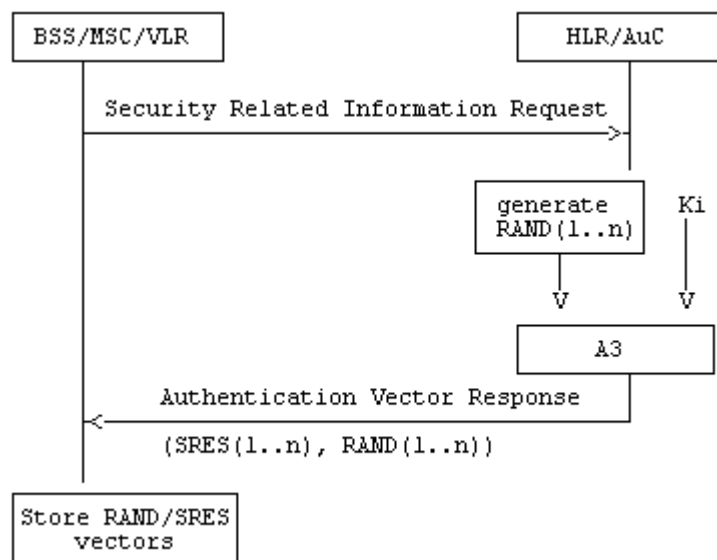 BSS/MSC/VLR
HLR/AuC
Security Related Information Request
generate
RAND(1..n)
Ki
A3
Authentication Vector Response
(SRES(1..n), RAND(1..n))
Store RAND/SRES
vectors